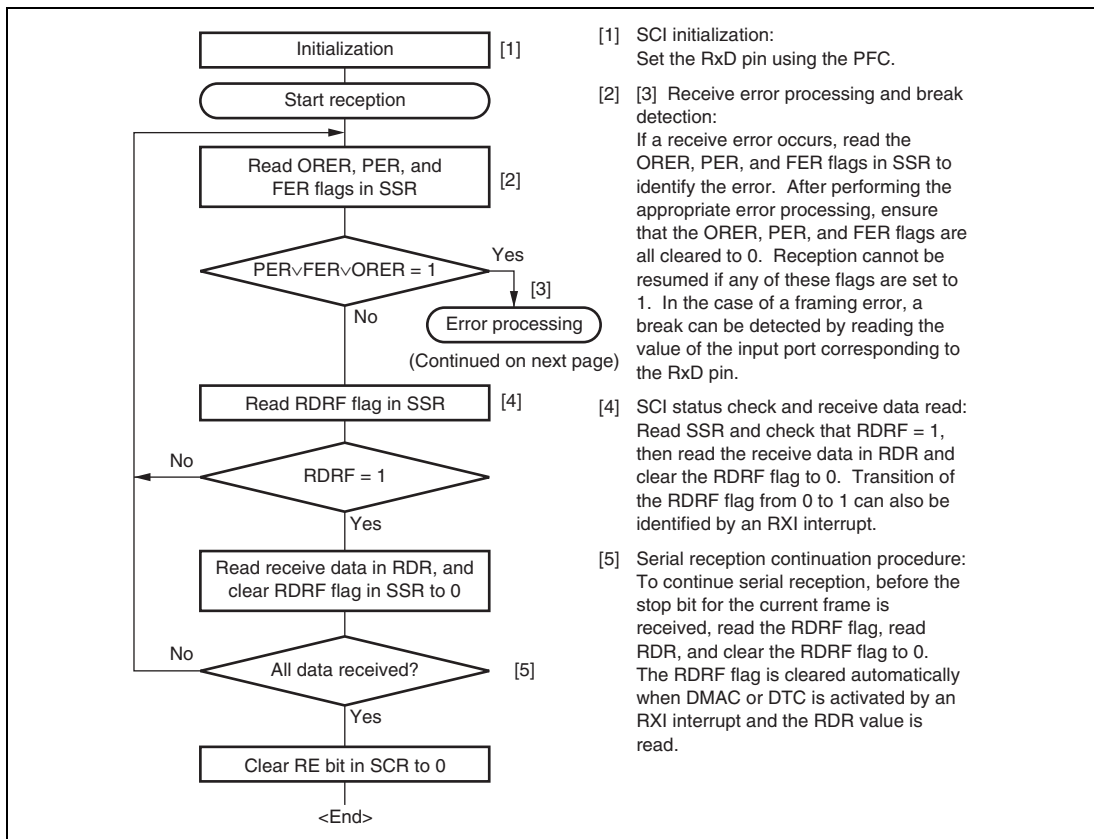 Initialization
[1]
Start reception
Read ORER, PER, and
FER flags in SSR
[2]
PER∨FER∨ORER = 1
Yes
[3]
No
Error processing
(Continued on next page)
Read RDRF flag in SSR
[4]
No
RDRF = 1
Yes
Read receive data in RDR, and
clear RDRF flag in SSR to 0
No
All data received?
[5]
Yes
Clear RE bit in SCR to 0
<End>
[1] SCI initialization:
Set the RxD pin using the PFC.
[2] [3] Receive error processing and break
detection:
If a receive error occurs, read the
ORER, PER, and FER flags in SSR to
identify the error. After performing the
appropriate error processing, ensure
that the ORER, PER, and FER flags are
all cleared to 0. Reception cannot be
resumed if any of these flags are set to
1. In the case of a framing error, a
break can be detected by reading the
value of the input port corresponding to
the RxD pin.
[4] SCI status check and receive data read:
Read SSR and check that RDRF = 1,
then read the receive data in RDR and
clear the RDRF flag to 0. Transition of
the RDRF flag from 0 to 1 can also be
identified by an RXI interrupt.
[5] Serial reception continuation procedure:
To continue serial reception, before the
stop bit for the current frame is
received, read the RDRF flag, read
RDR, and clear the RDRF flag to 0.
The RDRF flag is cleared automatically
when DMAC or DTC is activated by an
RXI interrupt and the RDR value is
read.